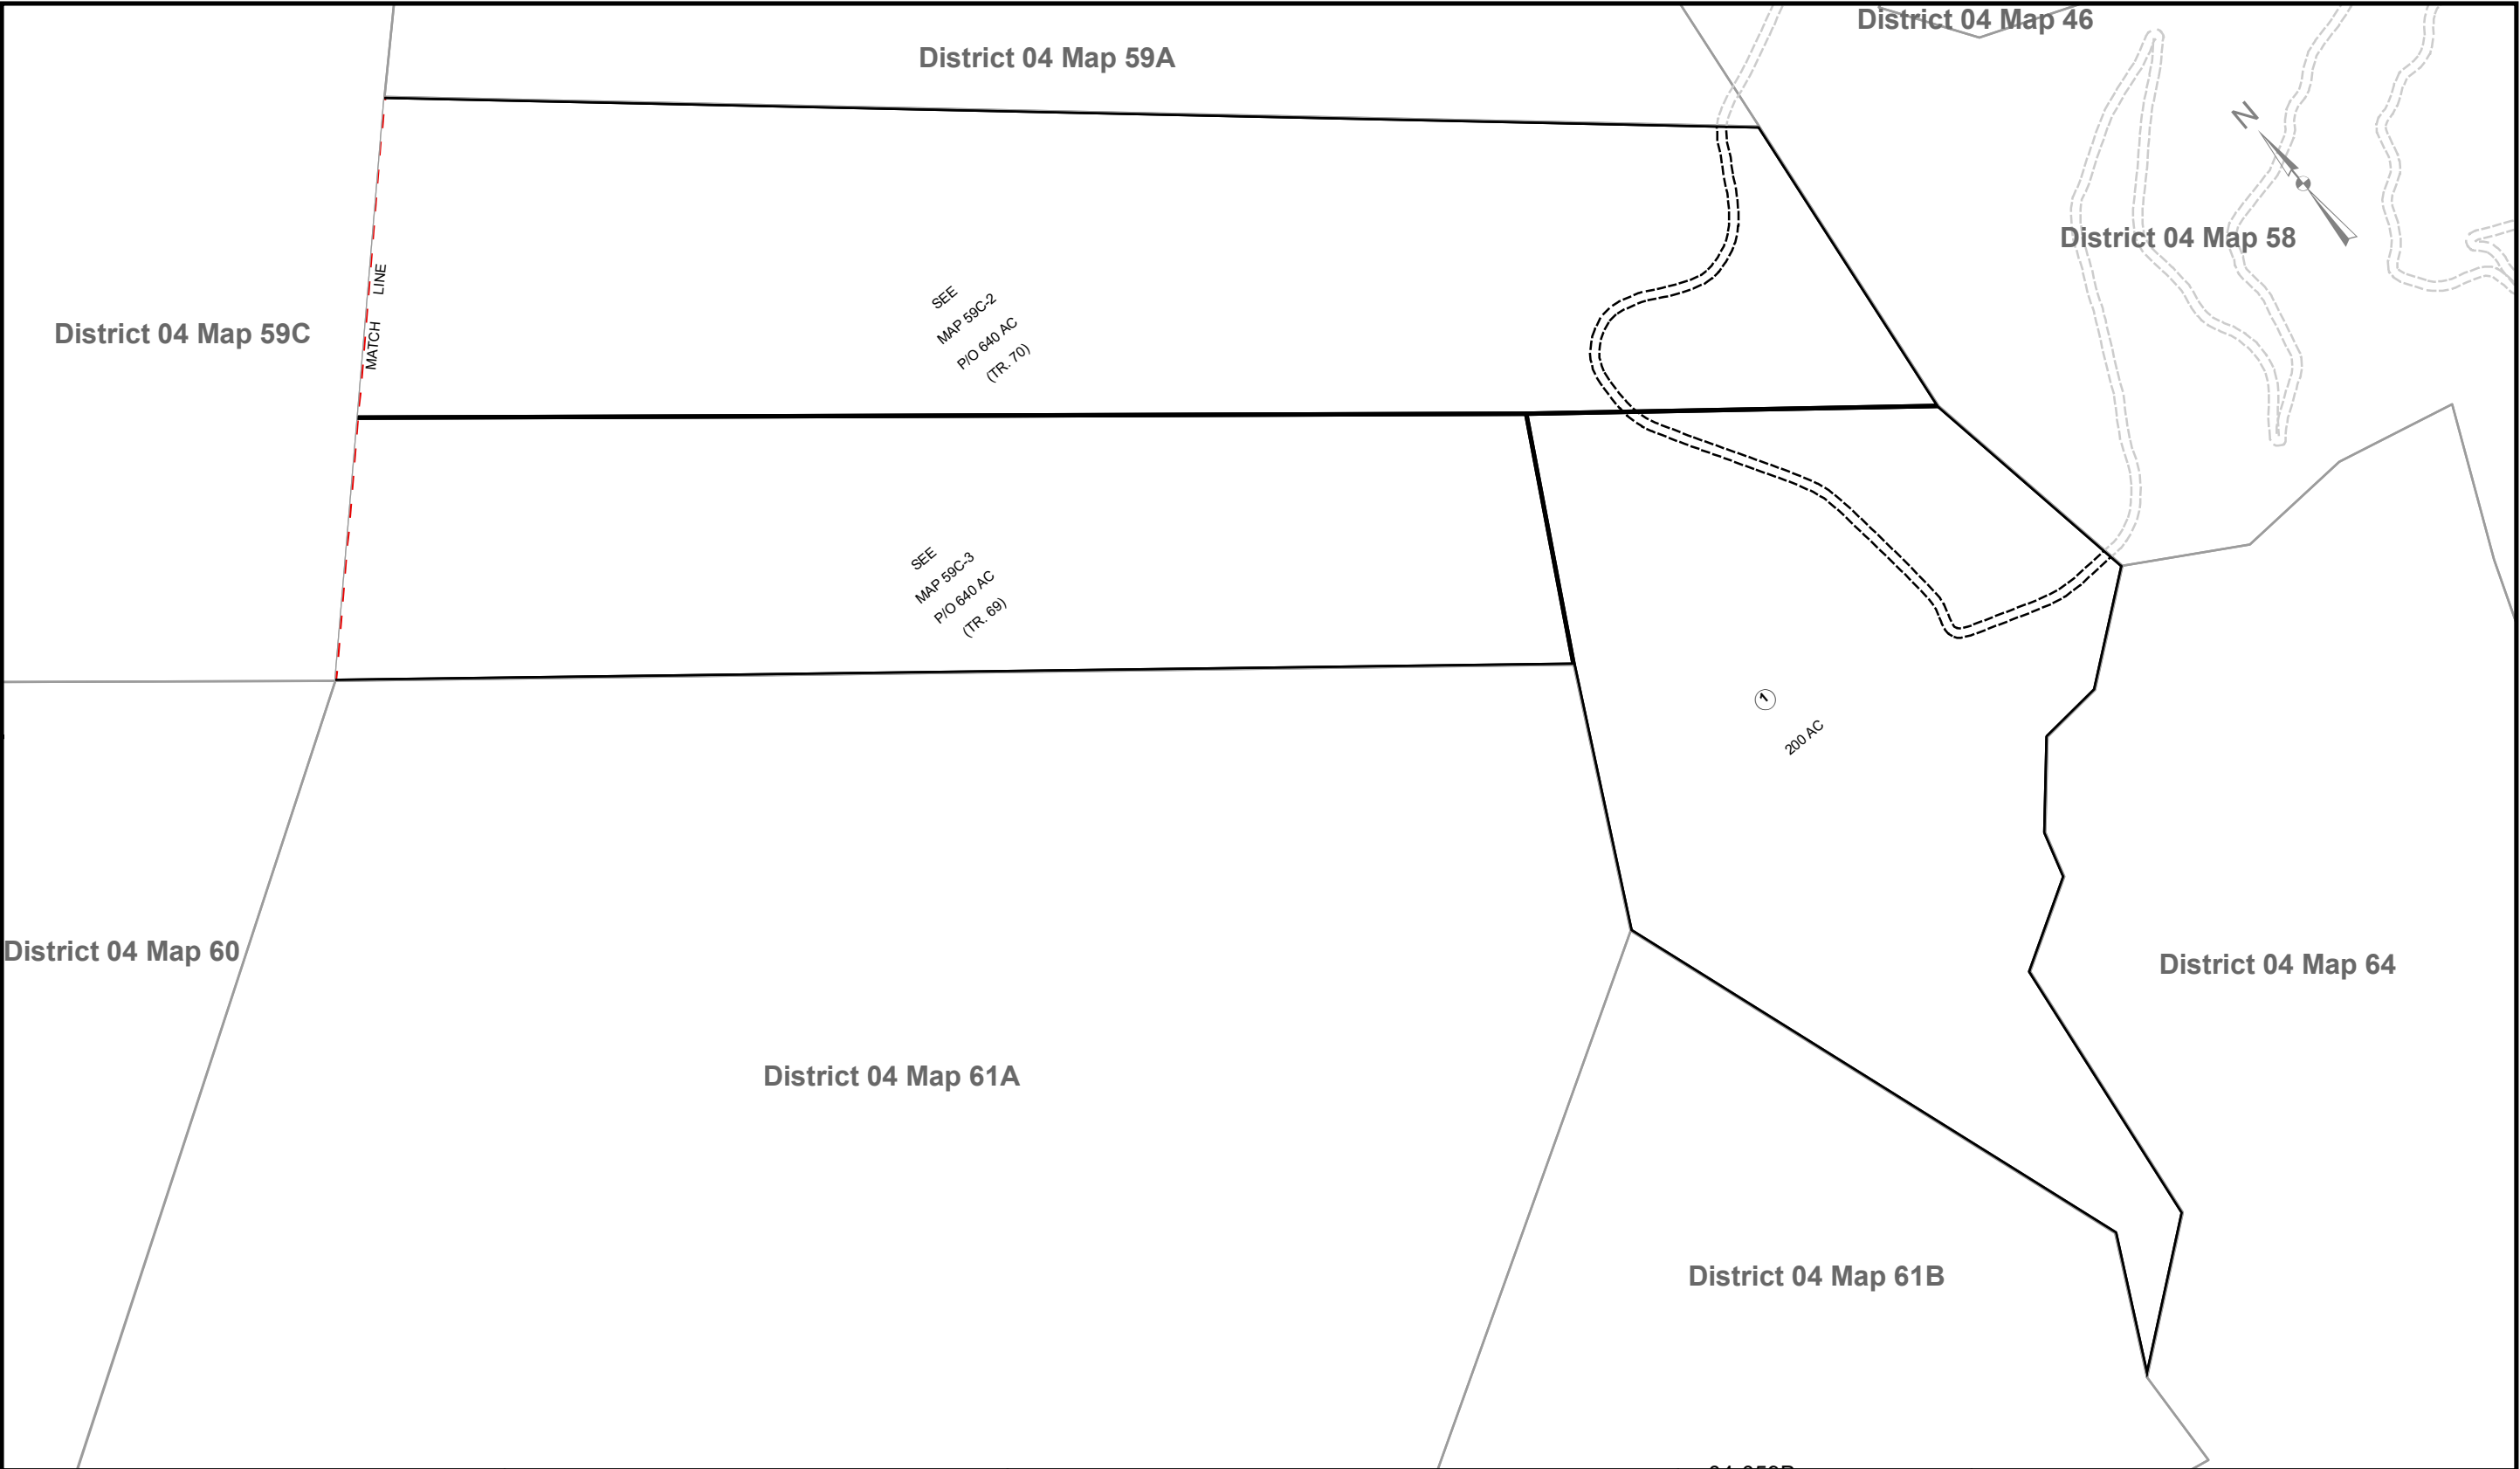 District 04 Map 46
District 04 Map 59A
N
District 04 Map 58
District 04 Map 59C
MATCH LINE
SEE
MAP 59C-2
P/O 640 AC
(TR. 70)
SEE
MAP 59C-3
P/O 640 AC
(TR. 69)
1
200 AC
District 04 Map 60
District 04 Map 64
District 04 Map 61A
District 04 Map 61B